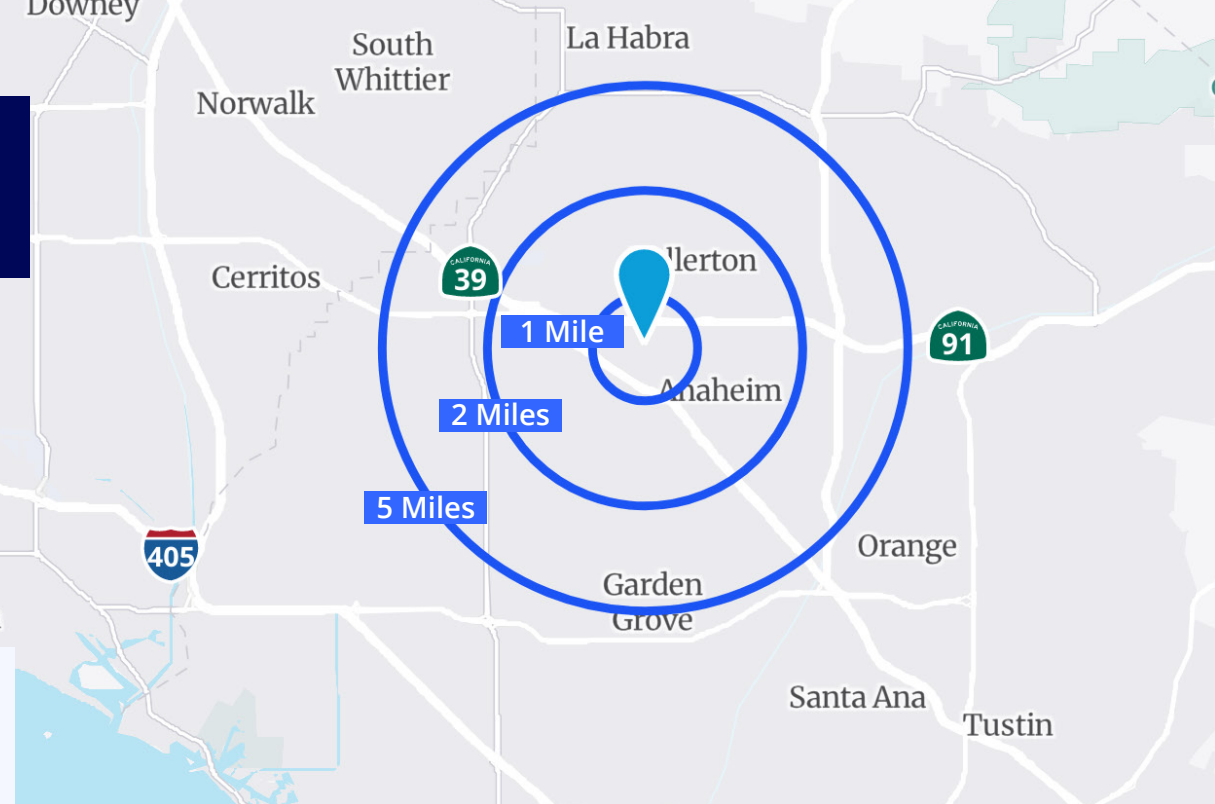 Downey
La Habra
South
Whittier
Norwalk
llerton
CALIFORNIA
39
Cerritos
1 Mile
CALIFORNIA
91
Anaheim
2 Miles
5 Miles
405
Orange
Garden
Grove
Santa Ana
Tustin